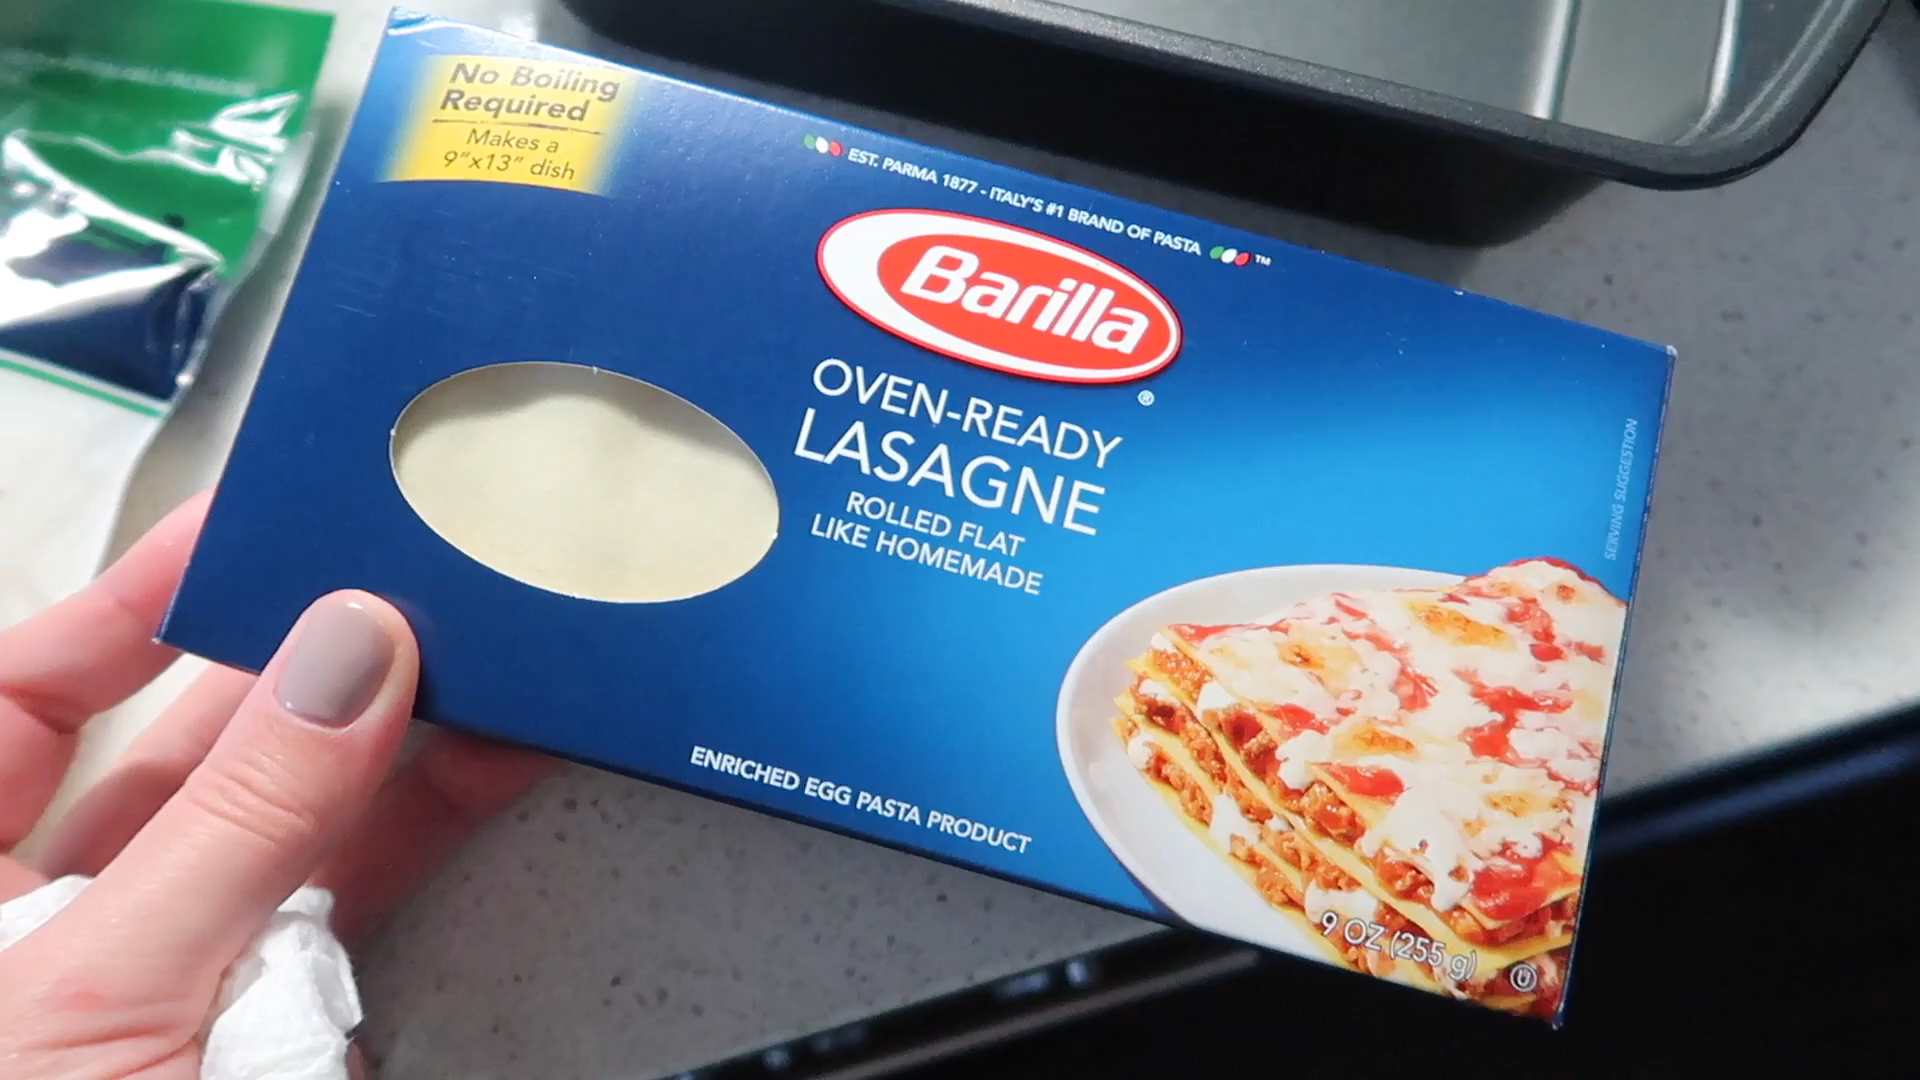 No Boiling
Required
Makes a
9"x13" dish
EST. PARMA 1877 - ITALY'S #1 BRAND OF PASTA ™
Barilla
®
OVEN-READY
LASAGNE
ROLLED FLAT
LIKE HOMEMADE
SERVING SUGGESTION
ENRICHED EGG PASTA PRODUCT
9 OZ (255 g)
U